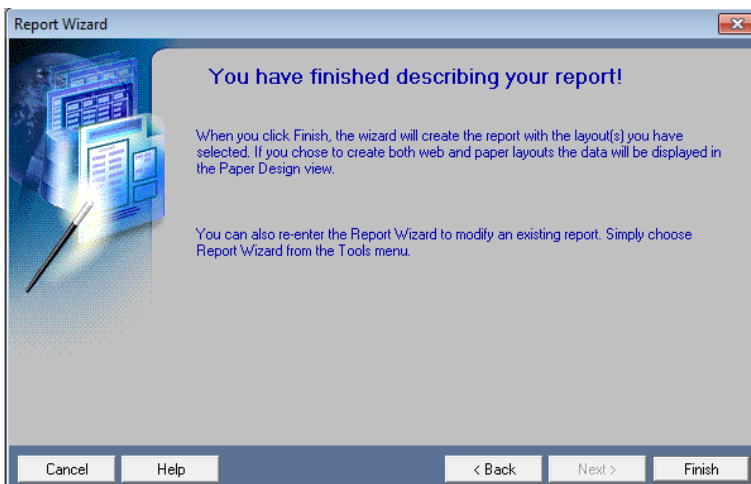 Report Wizard
You have finished describing your report!
When you click Finish, the wizard will create the report with the layout(s) you have
selected. If you chose to create both web and paper layouts the data will be displayed in
the Paper Design view.
You can also re-enter the Report Wizard to modify an existing report. Simply choose
Report Wizard from the Tools menu.
Cancel Help < Back Next > Finish